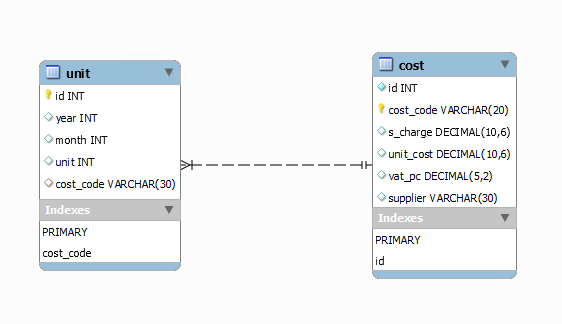 unit
id INT
year INT
month INT
unit INT
cost_code VARCHAR(30)
Indexes
PRIMARY
cost_code
cost
id INT
cost_code VARCHAR(20)
s_charge DECIMAL(10,6)
unit_cost DECIMAL(10,6)
vat_pc DECIMAL(5,2)
supplier VARCHAR(30)
Indexes
PRIMARY
id